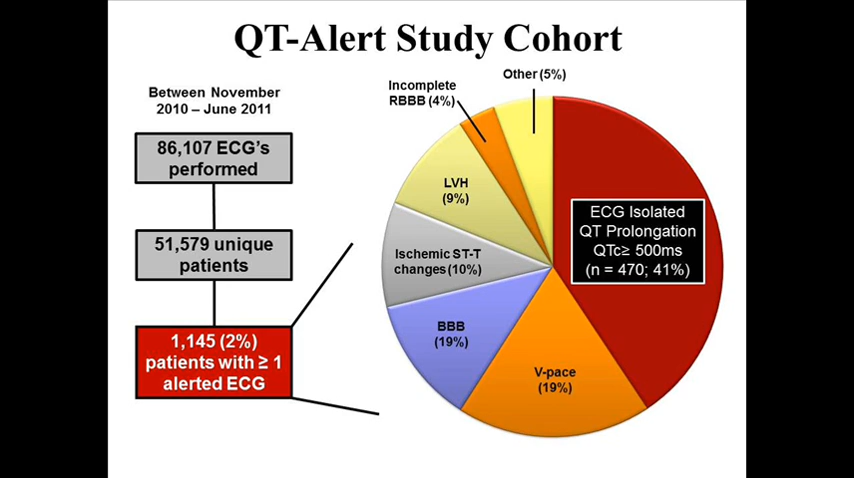 QT-Alert Study Cohort
Between November
2010 – June 2011
86,107 ECG's
performed
51,579 unique
patients
1,145 (2%)
patients with ≥ 1
alerted ECG
Incomplete
RBBB (4%)
Other (5%)
LVH
(9%)
Ischemic ST-T
changes (10%)
BBB
(19%)
V-pace
(19%)
ECG Isolated
QT Prolongation
QTc≥ 500ms
(n = 470; 41%)